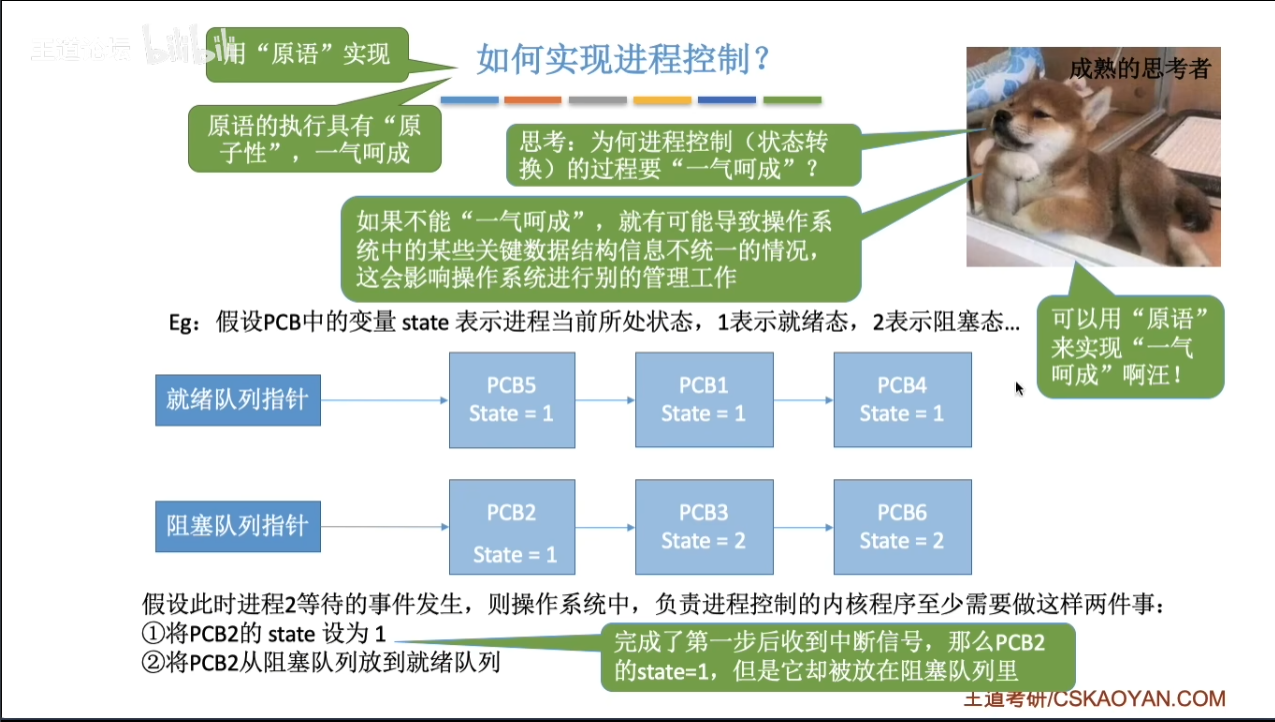 王道论坛 bilibili
用“原语”实现
如何实现进程控制？
成熟的思考者
原语的执行具有“原
子性”，一气呵成
思考：为何进程控制（状态转
换）的过程要“一气呵成”？
如果不能“一气呵成”，就有可能导致操作系
统中的某些关键数据结构信息不统一的情况，
这会影响操作系统进行别的管理工作
可以用“原语”
来实现“一气
呵成”啊汪！
Eg：假设PCB中的变量 state 表示进程当前所处状态，1表示就绪态，2表示阻塞态...
就绪队列指针
PCB5
State = 1
PCB1
State = 1
PCB4
State = 1
阻塞队列指针
PCB2
State = 1
PCB3
State = 2
PCB6
State = 2
假设此时进程2等待的事件发生，则操作系统中，负责进程控制的内核程序至少需要做这样两件事：
①将PCB2的 state 设为 1
②将PCB2从阻塞队列放到就绪队列
完成了第一步后收到中断信号，那么PCB2
的state=1，但是它却被放在阻塞队列里
王道考研/CSKAOYAN.COM